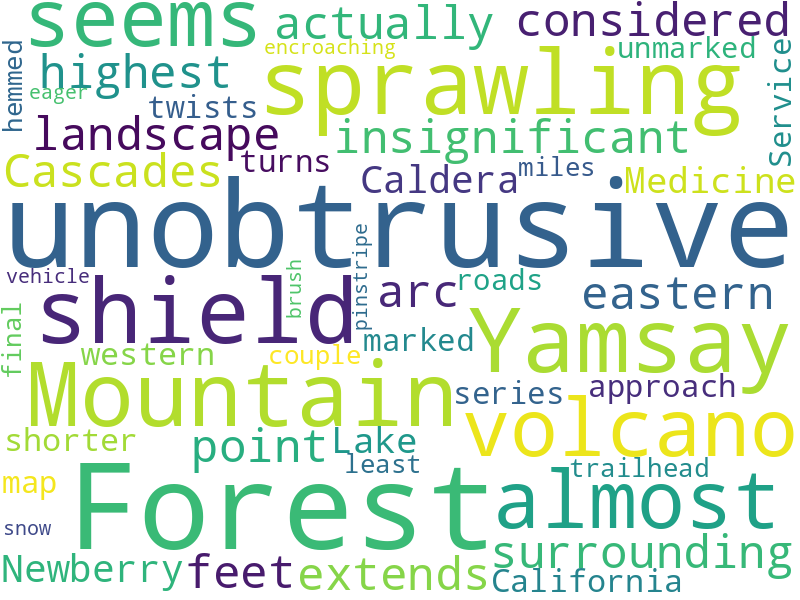 seems actually considered
encroaching unmarked
hemmed highest sprawling Service
eager twists
landscape insignificant
turns miles
Cascades Caldera Medicine
unobtrusive
vehicle brush pinstripe roads
shield arc eastern
final marked Yamsay
western couple
Mountain series approach
shorter point Lake volcano
least trailhead
map Forest almost
snow surrounding
Newberry feet extends California